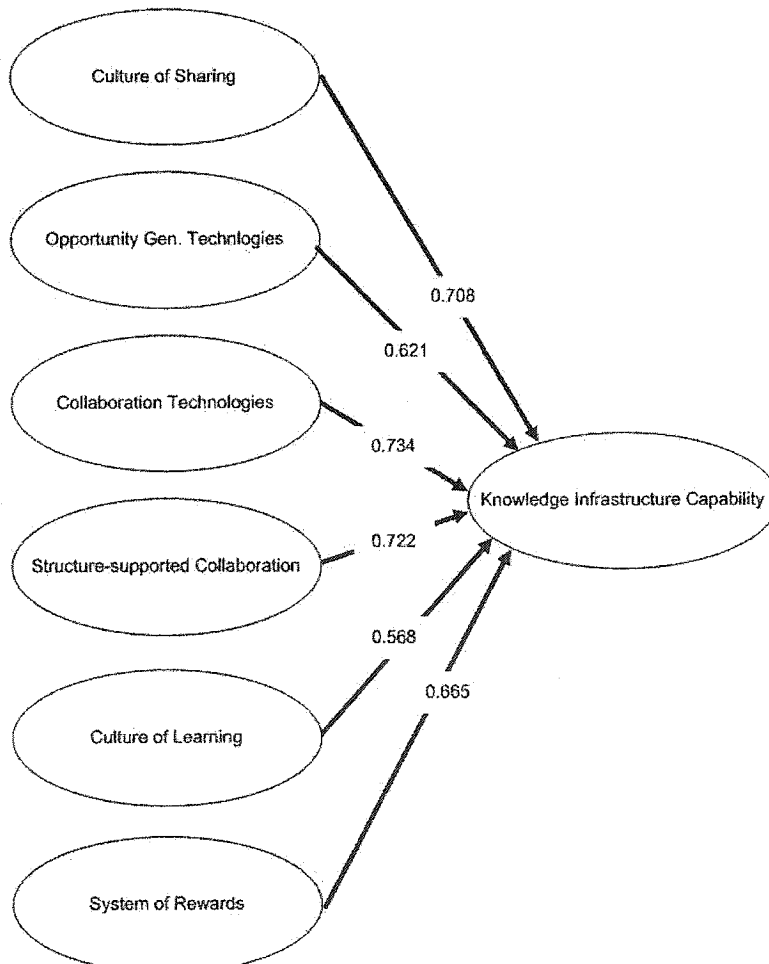 Culture of Sharing
Opportunity Gen. Technlogies
0.708
0.621
Collaboration Technologies
0.734
Knowledge Infrastructure Capability
0.722
Structure-supported Collaboration
0.568
0.665
Culture of Learning
System of Rewards